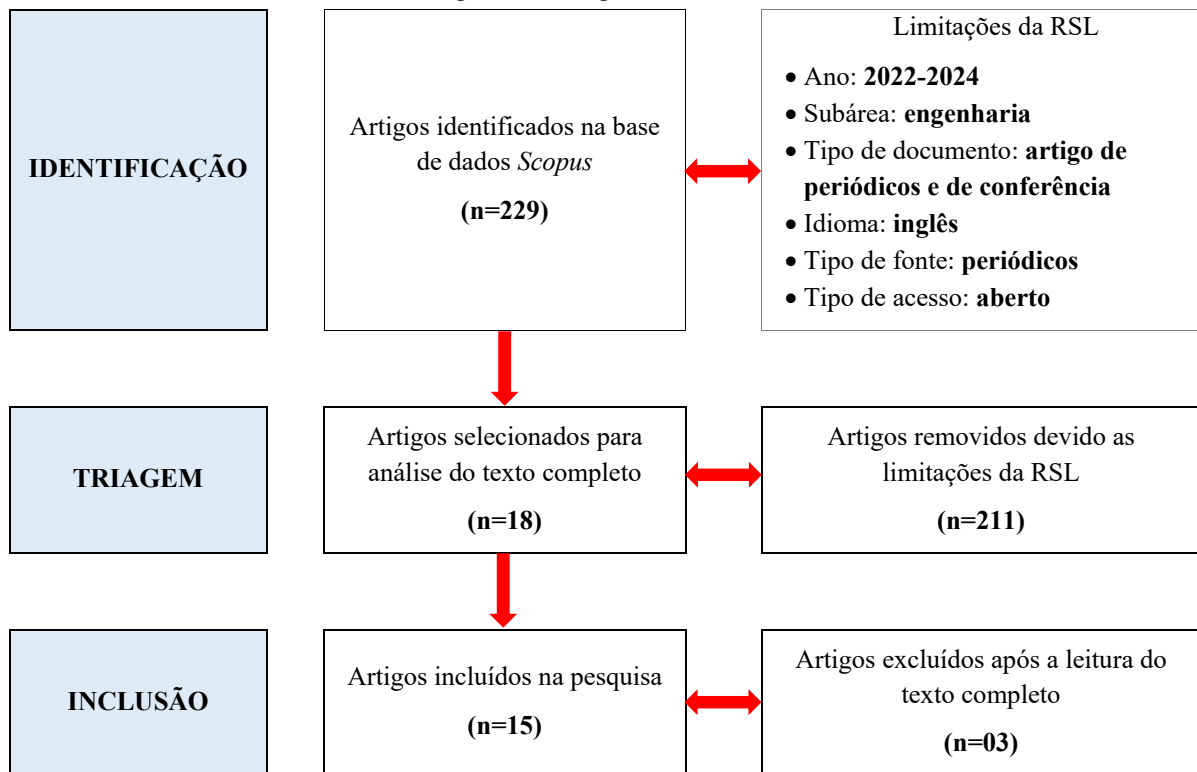 IDENTIFICAÇÃO
Artigos identificados na base
de dados Scopus
(n=229)
Limitações da RSL
• Ano: 2022-2024
• Subárea: engenharia
• Tipo de documento: artigo de
periódicos e de conferência
• Idioma: inglês
• Tipo de fonte: periódicos
• Tipo de acesso: aberto
TRIAGEM
Artigos selecionados para
análise do texto completo
(n=18)
Artigos removidos devido as
limitações da RSL
(n=211)
INCLUSÃO
Artigos incluídos na pesquisa
(n=15)
Artigos excluídos após a leitura do
texto completo
(n=03)